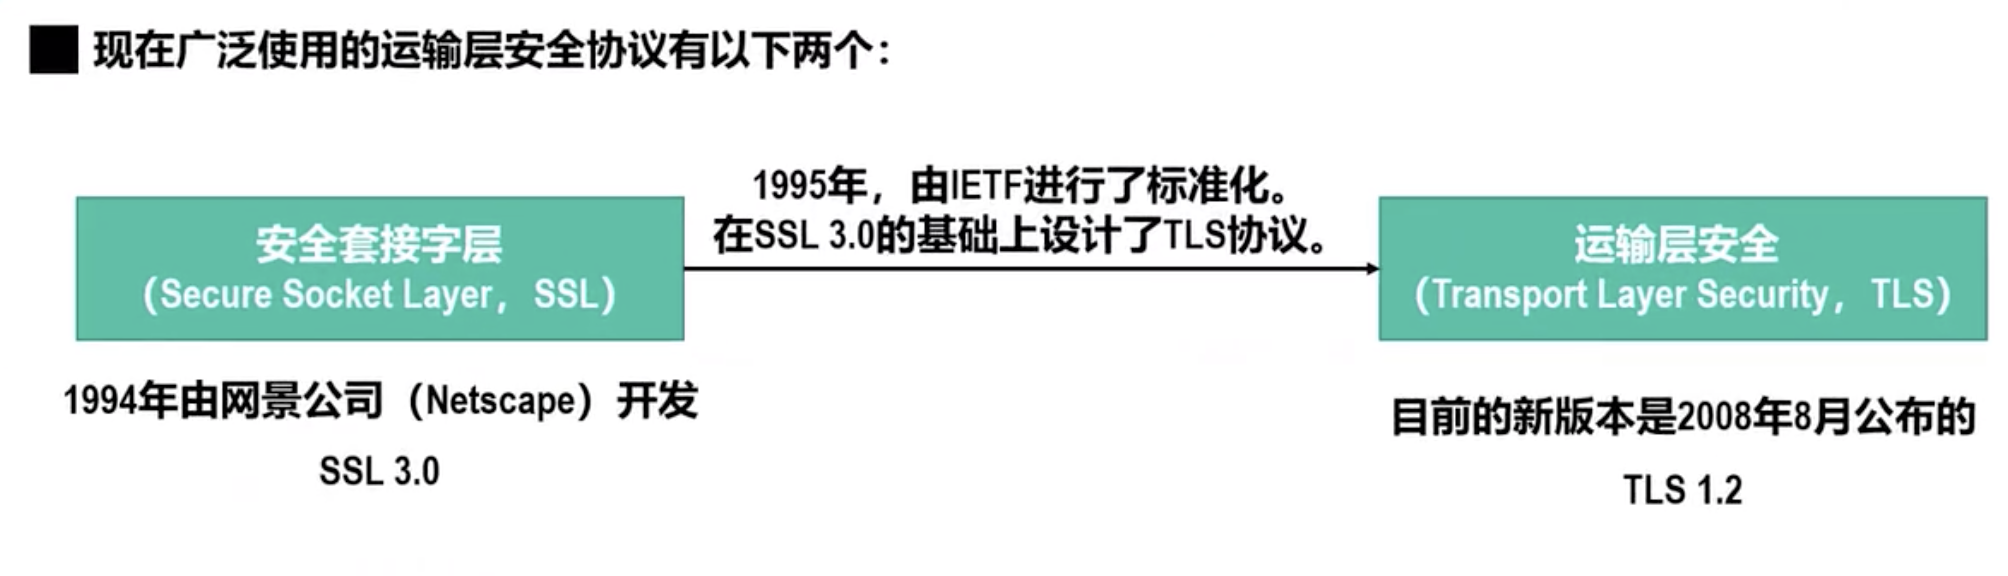 现在广泛使用的运输层安全协议有以下两个：
1995年，由IETF进行了标准化。
在SSL 3.0的基础上设计了TLS协议。
安全套接字层
（Secure Socket Layer，SSL）
运输层安全
（Transport Layer Security，TLS）
1994年由网景公司（Netscape）开发
SSL 3.0
目前的新版本是2008年8月公布的
TLS 1.2